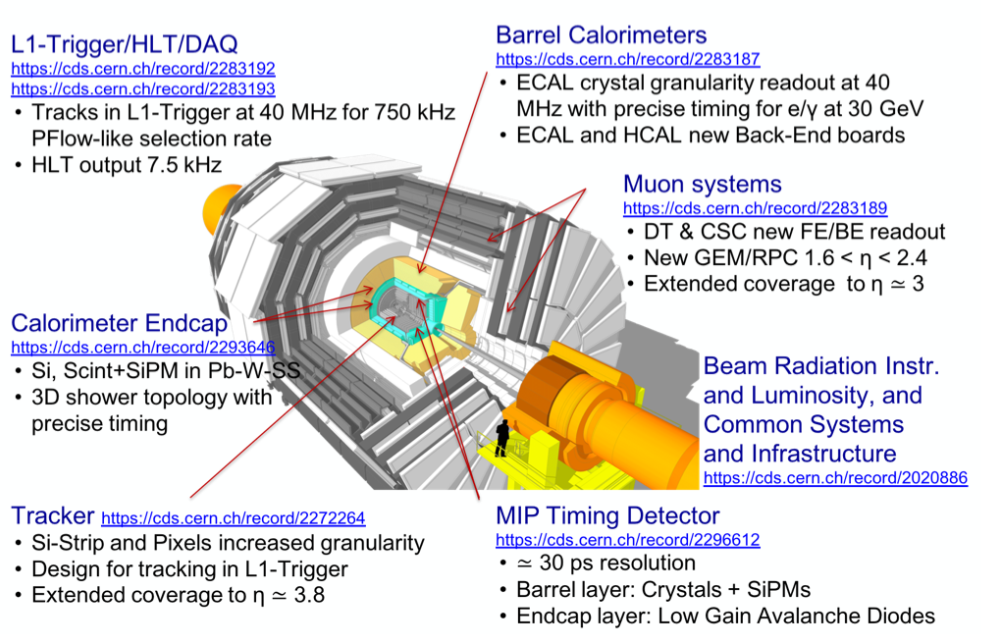 L1-Trigger/HLT/DAQ
https://cds.cern.ch/record/2283192
https://cds.cern.ch/record/2283193
• Tracks in L1-Trigger at 40 MHz for 750 kHz
PFlow-like selection rate
• HLT output 7.5 kHz
Barrel Calorimeters
https://cds.cern.ch/record/2283187
• ECAL crystal granularity readout at 40
MHz with precise timing for e/γ at 30 GeV
• ECAL and HCAL new Back-End boards
Muon systems
https://cds.cern.ch/record/2283189
• DT & CSC new FE/BE readout
• New GEM/RPC 1.6 < η < 2.4
• Extended coverage to η ≃ 3
Calorimeter Endcap
https://cds.cern.ch/record/2293646
• Si, Scint+SiPM in Pb-W-SS
• 3D shower topology with
precise timing
Beam Radiation Instr.
and Luminosity, and
Common Systems
and Infrastructure
https://cds.cern.ch/record/2020886
Tracker https://cds.cern.ch/record/2272264
• Si-Strip and Pixels increased granularity
• Design for tracking in L1-Trigger
• Extended coverage to η ≃ 3.8
MIP Timing Detector
https://cds.cern.ch/record/2296612
• ≃ 30 ps resolution
• Barrel layer: Crystals + SiPMs
• Endcap layer: Low Gain Avalanche Diodes